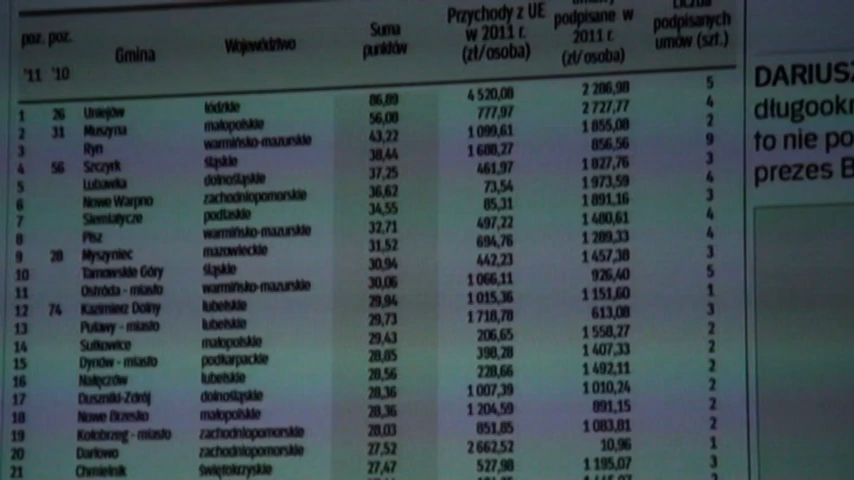 poz. poz.
'11 '10
Gmina
Województwo
Suma
punktów
Przychody z UE
w 2011 r.
(zł/osoba)
podpisane w
2011 r.
(zł/osoba)
Liczba
podpisanych
umów (szt.)
1 26 Uniejów łódzkie 86,89 4 520,08 2 286,98 5
2 31 Muszyna małopolskie 56,00 777,97 2 727,77 4
3 Ryn warmińsko-mazurskie 43,22 1 099,61 1 855,08 2
4 56 Szczyrk śląskie 38,44 1 688,27 856,56 9
5 Lubawka dolnośląskie 37,25 461,97 1 827,76 3
6 Nowe Warpno zachodniopomorskie 36,62 73,54 1 973,59 4
7 Siemiatycze podlaskie 34,55 85,31 1 891,16 3
8 Pisz warmińsko-mazurskie 32,71 497,22 1 480,61 4
9 28 Myszyniec mazowieckie 31,52 694,76 1 289,33 4
10 Tarnowskie Góry śląskie 30,94 442,23 1 457,38 3
11 Ostróda - miasto warmińsko-mazurskie 30,06 1 066,11 926,40 5
12 74 Kazimierz Dolny lubelskie 29,94 1 015,36 1 151,60 1
13 Puławy - miasto lubelskie 29,73 1 718,78 613,08 3
14 Sułkowice małopolskie 29,43 206,65 1 558,27 2
15 Dynów - miasto podkarpackie 28,85 398,28 1 407,33 2
16 Nałęczów lubelskie 28,56 228,66 1 492,11 2
17 Duszniki-Zdrój dolnośląskie 28,36 1 007,39 1 010,24 2
18 Nowe Brzesko małopolskie 28,36 1 204,59 891,15 2
19 Kołobrzeg - miasto zachodniopomorskie 28,03 851,85 1 083,81 2
20 Darłowo zachodniopomorskie 27,52 2 662,52 10,96 1
21 Chmielnik świętokrzyskie 27,47 527,98 1 195,07 3
DARIUSZ
długookr
to nie po
prezes B